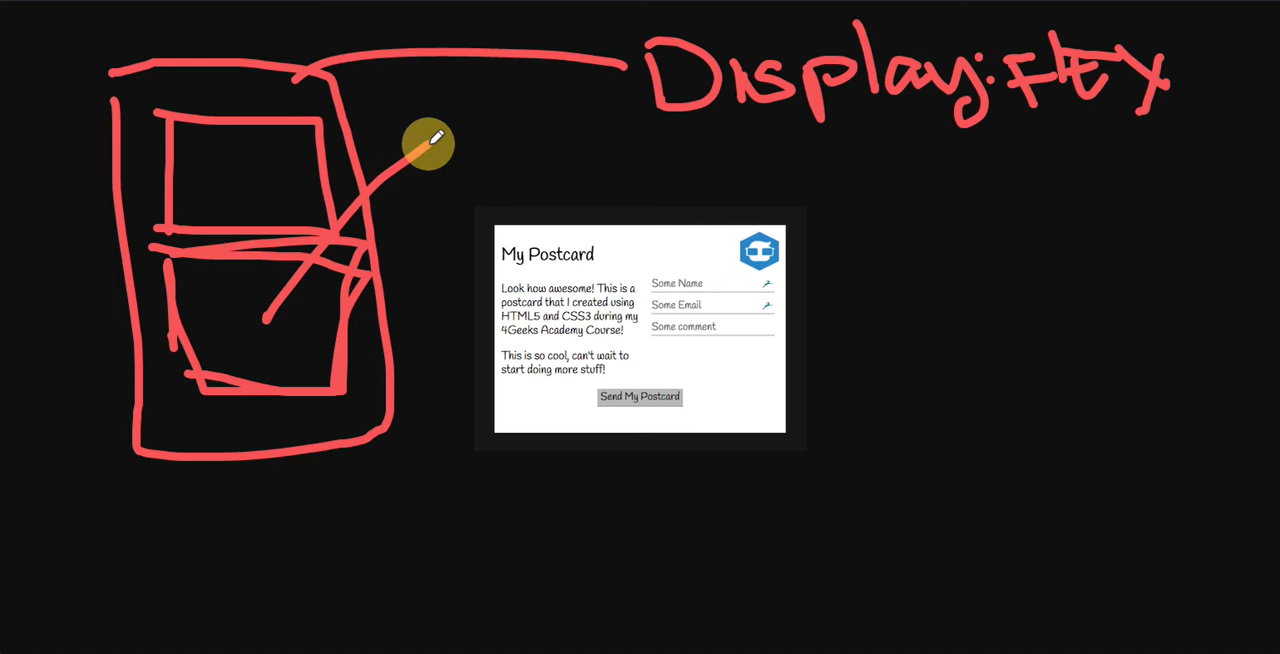 Display: Flex
My Postcard
Look how awesome! This is a
postcard that I created using
HTML5 and CSS3 during my
4Geeks Academy Course!
This is so cool, can't wait to
start doing more stuff!
Some Name
Some Email
Some comment
Send My Postcard